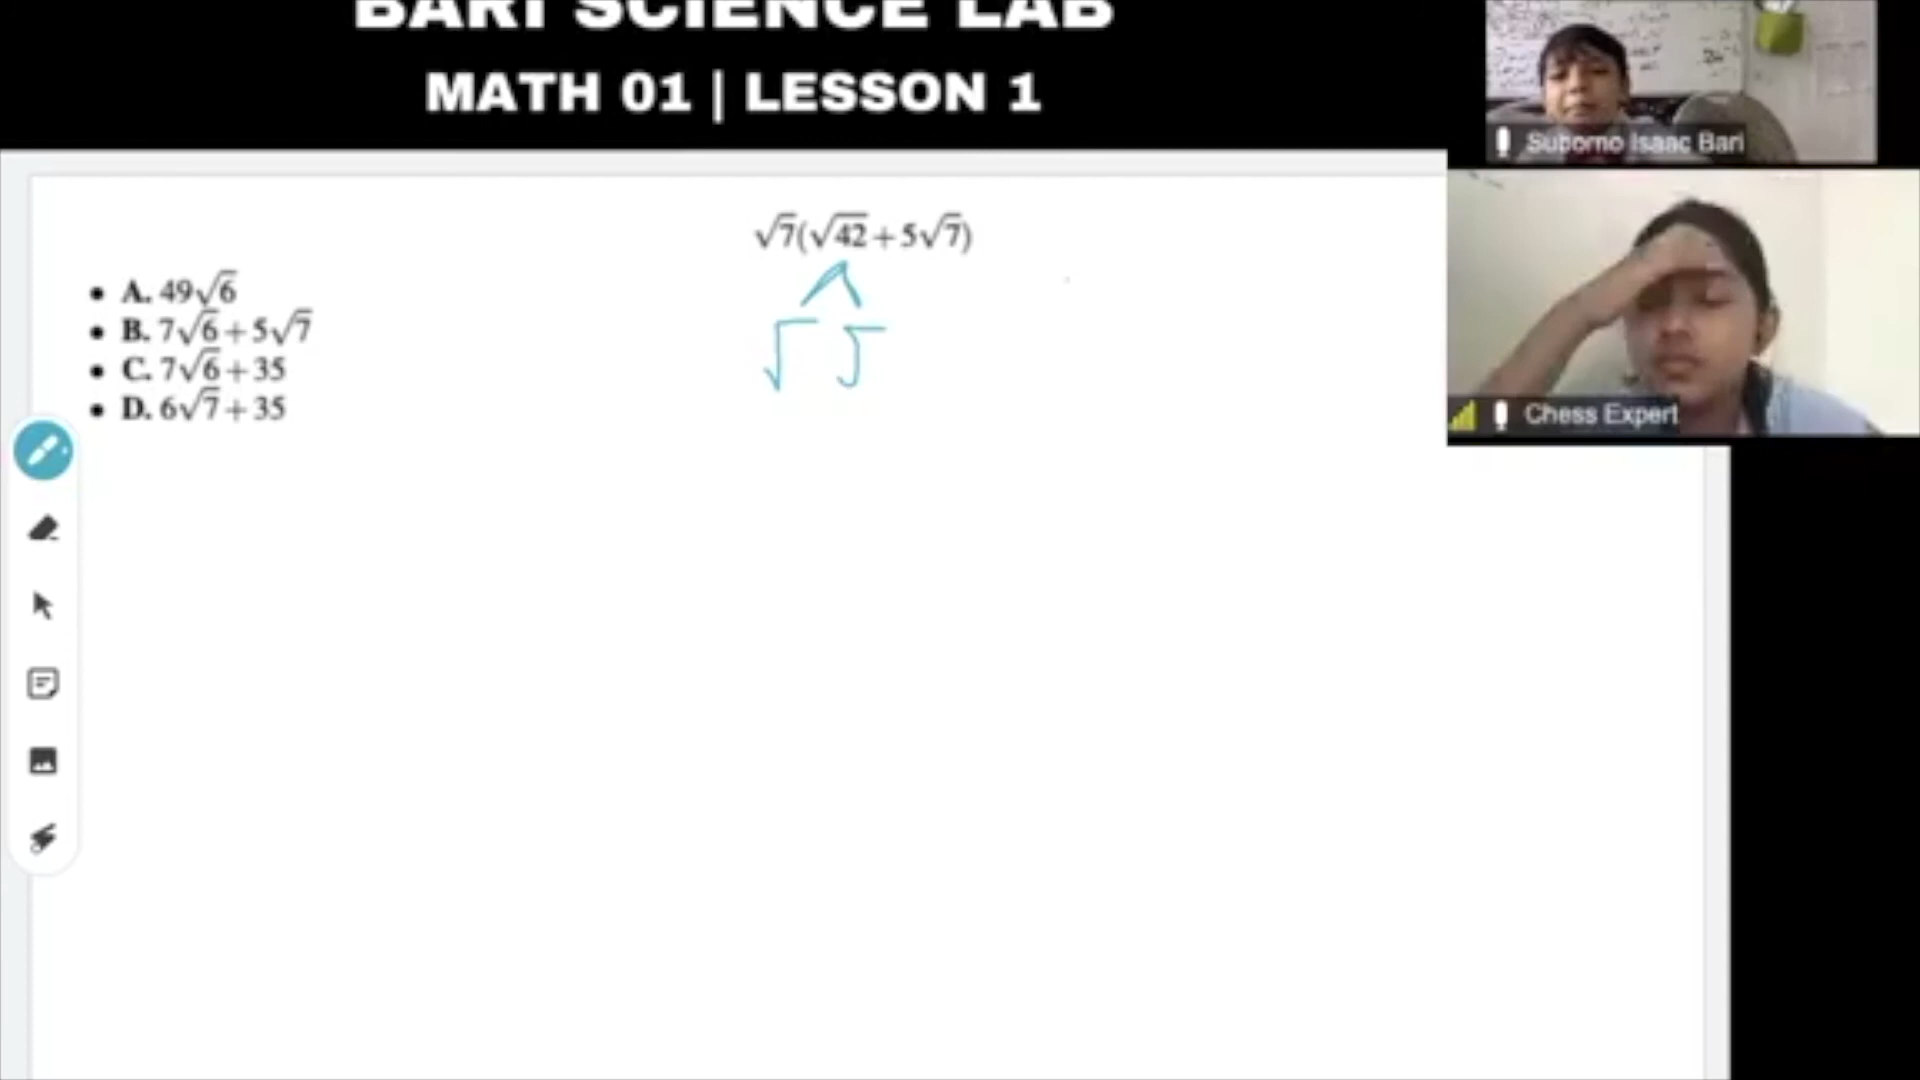 BARI SCIENCE LAB
MATH 01 | LESSON 1
Suborno Isaac Bari
√7(√42+5√7)
• A. 49√6
• B. 7√6+5√7
• C. 7√6+35
• D. 6√7+35
√ √
Chess Expert